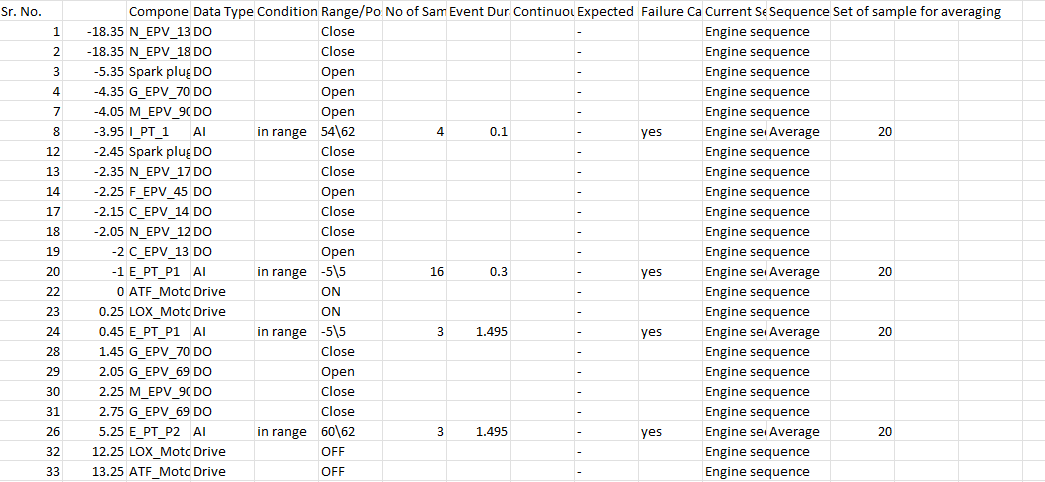 Sr. No. Compone Data Type Condition Range/Po No of Sam Event Dur Continuou Expected Failure Ca Current Se Sequence Set of sample for averaging
1 -18.35 N_EPV_13 DO Close - Engine sequence
2 -18.35 N_EPV_18 DO Close - Engine sequence
3 -5.35 Spark plug DO Open - Engine sequence
4 -4.35 G_EPV_70 DO Open - Engine sequence
7 -4.05 M_EPV_90 DO Open - Engine sequence
8 -3.95 I_PT_1 AI in range 54\62 4 0.1 - yes Engine se Average 20
12 -2.45 Spark plug DO Close - Engine sequence
13 -2.35 N_EPV_17 DO Close - Engine sequence
14 -2.25 F_EPV_45 DO Open - Engine sequence
17 -2.15 C_EPV_14 DO Close - Engine sequence
18 -2.05 N_EPV_12 DO Close - Engine sequence
19 -2 C_EPV_13 DO Open - Engine sequence
20 -1 E_PT_P1 AI in range -5\5 16 0.3 - yes Engine se Average 20
22 0 ATF_Moto Drive ON - Engine sequence
23 0.25 LOX_Moto Drive ON - Engine sequence
24 0.45 E_PT_P1 AI in range -5\5 3 1.495 - yes Engine se Average 20
28 1.45 G_EPV_70 DO Close - Engine sequence
29 2.05 G_EPV_69 DO Open - Engine sequence
30 2.25 M_EPV_90 DO Close - Engine sequence
31 2.75 G_EPV_69 DO Close - Engine sequence
26 5.25 E_PT_P2 AI in range 60\62 3 1.495 - yes Engine se Average 20
32 12.25 LOX_Moto Drive OFF - Engine sequence
33 13.25 ATF_Moto Drive OFF - Engine sequence